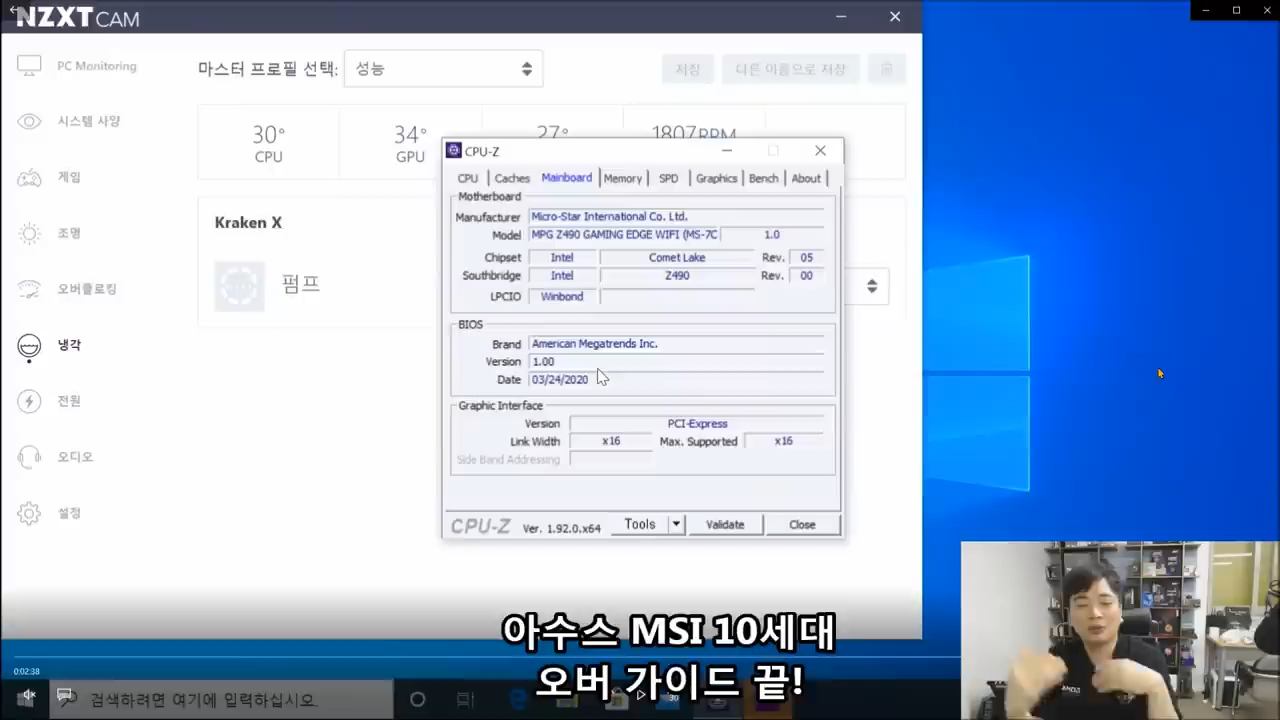 NZXT CAM
PC Monitoring
시스템 사양
게임
조명
오버클로킹
냉각
전원
오디오
설정
마스터 프로필 선택: 성능
저장
다른 이름으로 저장
30° 34° 27° 1807 RPM
CPU GPU
Kraken X
펌프
CPU-Z
CPU Caches Mainboard Memory SPD Graphics Bench About
Motherboard
Manufacturer Micro-Star International Co. Ltd.
Model MPG Z490 GAMING EDGE WIFI (MS-7C 1.0
Chipset Intel Comet Lake Rev. 05
Southbridge Intel Z490 Rev. 00
LPCIO Winbond
BIOS
Brand American Megatrends Inc.
Version 1.00
Date 03/24/2020
Graphic Interface
Version PCI-Express
Link Width x16 Max. Supported x16
Side Band Addressing
CPU-Z Ver. 1.92.0.x64 Tools Validate Close
아수스 MSI 10세대
오버 가이드 끝!
0:02:38
검색하려면 여기에 입력하십시오.